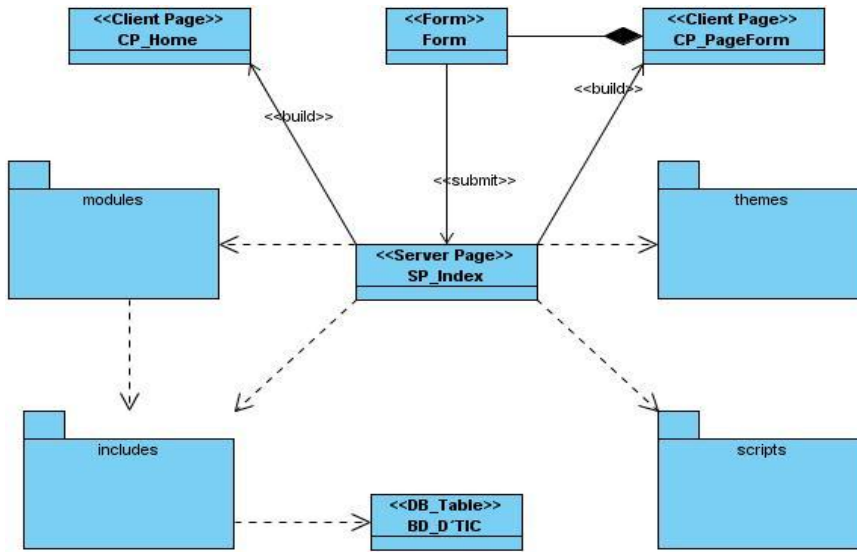 <<Client Page>>
CP_Home
<<Form>>
Form
<<Client Page>>
CP_PageForm
<<build>>
<<build>>
<<submit>>
modules
themes
<<Server Page>>
SP_Index
includes
scripts
<<DB_Table>>
BD_D´TIC